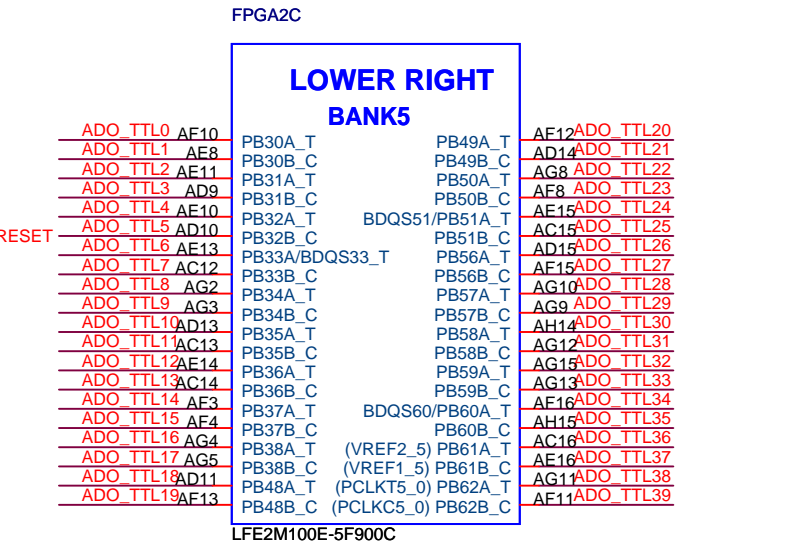 FPGA2C
LOWER RIGHT
BANK5
ADO_TTL0 AF10 PB30A_T PB49A_T AF12 ADO_TTL20
ADO_TTL1 AE8 PB30B_C PB49B_C AD14 ADO_TTL21
ADO_TTL2 AE11 PB31A_T PB50A_T AG8 ADO_TTL22
ADO_TTL3 AD9 PB31B_C PB50B_C AF8 ADO_TTL23
ADO_TTL4 AE10 PB32A_T BDQS51/PB51A_T AE15 ADO_TTL24
RESET ADO_TTL5 AD10 PB32B_C PB51B_C AC15 ADO_TTL25
ADO_TTL6 AE13 PB33A/BDQS33_T PB56A_T AD15 ADO_TTL26
ADO_TTL7 AC12 PB33B_C PB56B_C AF15 ADO_TTL27
ADO_TTL8 AG2 PB34A_T PB57A_T AG10 ADO_TTL28
ADO_TTL9 AG3 PB34B_C PB57B_C AG9 ADO_TTL29
ADO_TTL10 AD13 PB35A_T PB58A_T AH14 ADO_TTL30
ADO_TTL11 AC13 PB35B_C PB58B_C AG12 ADO_TTL31
ADO_TTL12 AE14 PB36A_T PB59A_T AG15 ADO_TTL32
ADO_TTL13 AC14 PB36B_C PB59B_C AG13 ADO_TTL33
ADO_TTL14 AF3 PB37A_T BDQS60/PB60A_T AF16 ADO_TTL34
ADO_TTL15 AF4 PB37B_C PB60B_C AH15 ADO_TTL35
ADO_TTL16 AG4 PB38A_T (VREF2_5) PB61A_T AC16 ADO_TTL36
ADO_TTL17 AG5 PB38B_C (VREF1_5) PB61B_C AE16 ADO_TTL37
ADO_TTL18 AD11 PB48A_T (PCLKT5_0) PB62A_T AG11 ADO_TTL38
ADO_TTL19 AF13 PB48B_C (PCLKC5_0) PB62B_C AF11 ADO_TTL39
LFE2M100E-5F900C